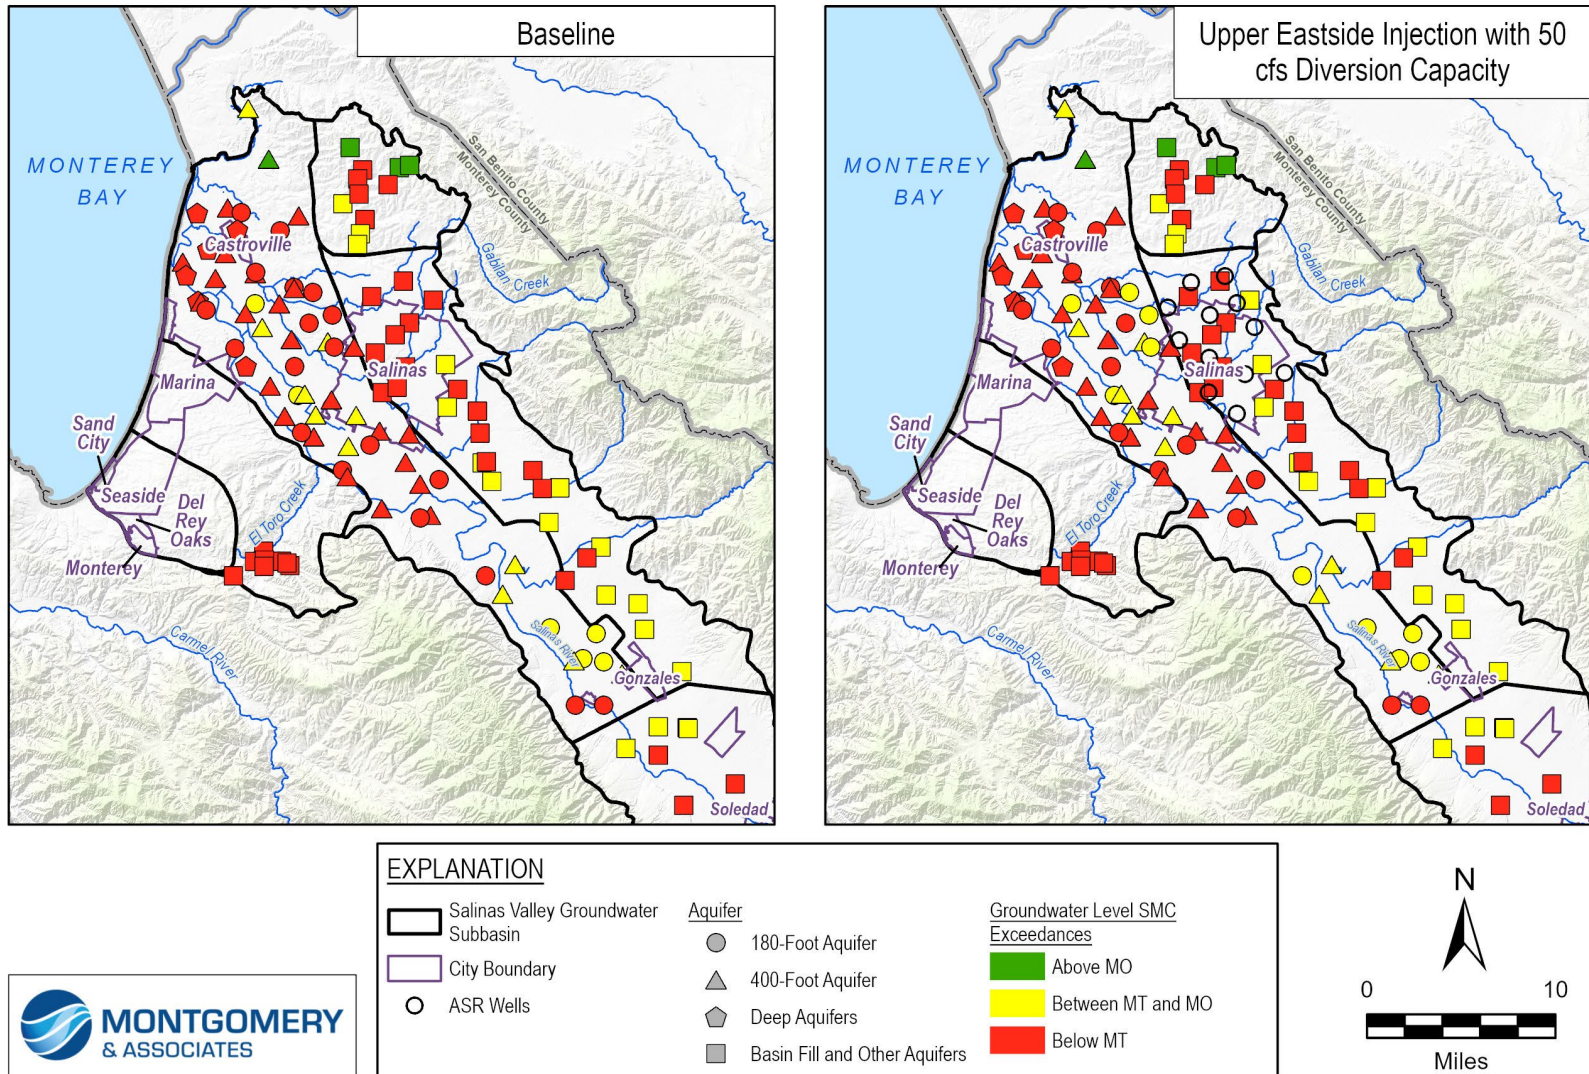 Baseline
MONTEREY
BAY
San Benito County
Monterey County
Castroville
Gabilan Creek
Salinas
Marina
Sand
City
Seaside
Del
Rey
Oaks
Monterey
El Toro Creek
Carmel River
Salinas River
Gonzales
Soledad
Upper Eastside Injection with 50
cfs Diversion Capacity
MONTEREY
BAY
San Benito County
Monterey County
Castroville
Gabilan Creek
Salinas
Marina
Sand
City
Seaside
Del
Rey
Oaks
Monterey
El Toro Creek
Carmel River
Salinas River
Gonzales
Soledad
EXPLANATION
Salinas Valley Groundwater
Subbasin
City Boundary
ASR Wells
Aquifer
180-Foot Aquifer
400-Foot Aquifer
Deep Aquifers
Basin Fill and Other Aquifers
Groundwater Level SMC
Exceedances
Above MO
Between MT and MO
Below MT
N
0 10
Miles
MONTGOMERY
& ASSOCIATES